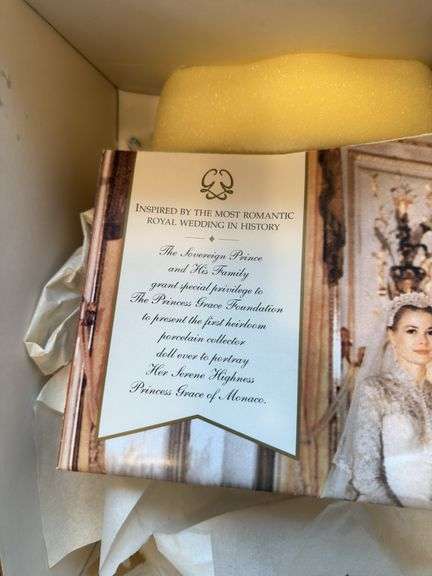 INSPIRED BY THE MOST ROMANTIC
ROYAL WEDDING IN HISTORY
The Sovereign Prince
and His Family
grant special privilege to
The Princess Grace Foundation
to present the first heirloom
porcelain collector
doll ever to portray
Her Serene Highness
Princess Grace of Monaco.